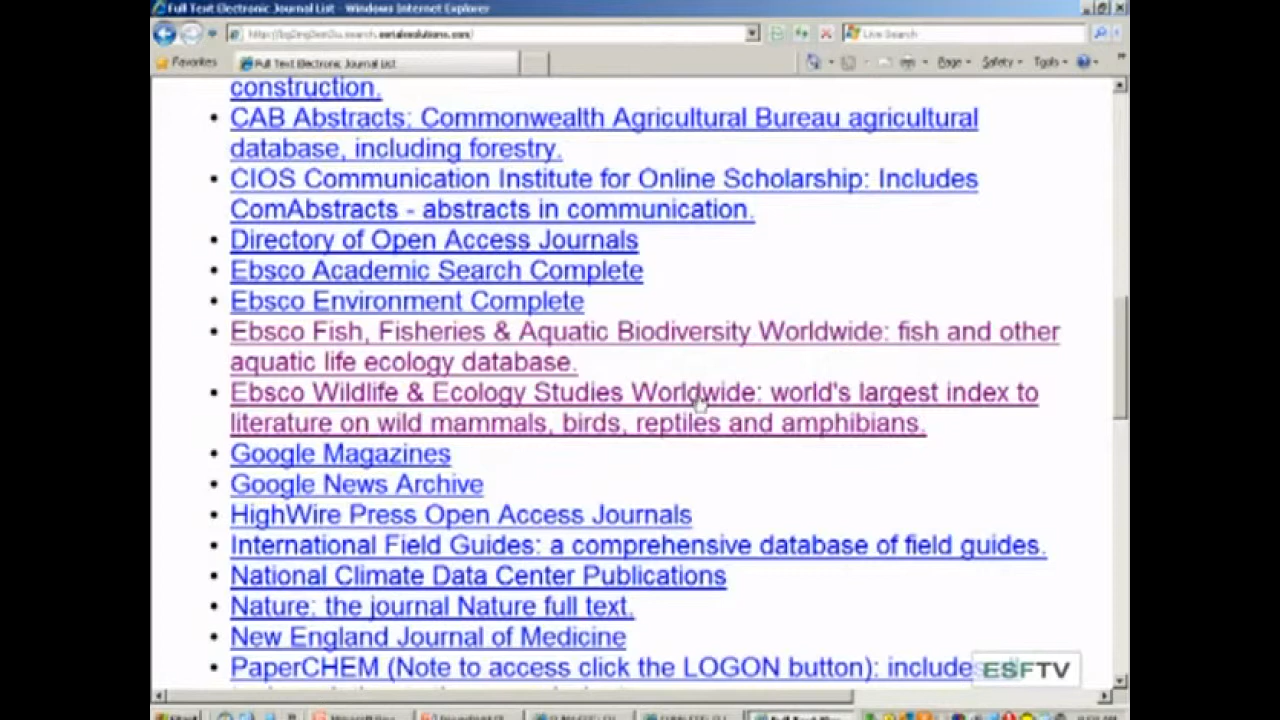 Full Text Electronic Journal List - Windows Internet Explorer
Live Search
Favorites
Full Text Electronic Journal List
Page
Safety
Tools
construction.
• CAB Abstracts: Commonwealth Agricultural Bureau agricultural
database, including forestry.
• CIOS Communication Institute for Online Scholarship: Includes
ComAbstracts - abstracts in communication.
• Directory of Open Access Journals
• Ebsco Academic Search Complete
• Ebsco Environment Complete
• Ebsco Fish, Fisheries & Aquatic Biodiversity Worldwide: fish and other
aquatic life ecology database.
• Ebsco Wildlife & Ecology Studies Worldwide: world's largest index to
literature on wild mammals, birds, reptiles and amphibians.
• Google Magazines
• Google News Archive
• HighWire Press Open Access Journals
• International Field Guides: a comprehensive database of field guides.
• National Climate Data Center Publications
• Nature: the journal Nature full text.
• New England Journal of Medicine
• PaperCHEM (Note to access click the LOGON button): includes
ESFTV